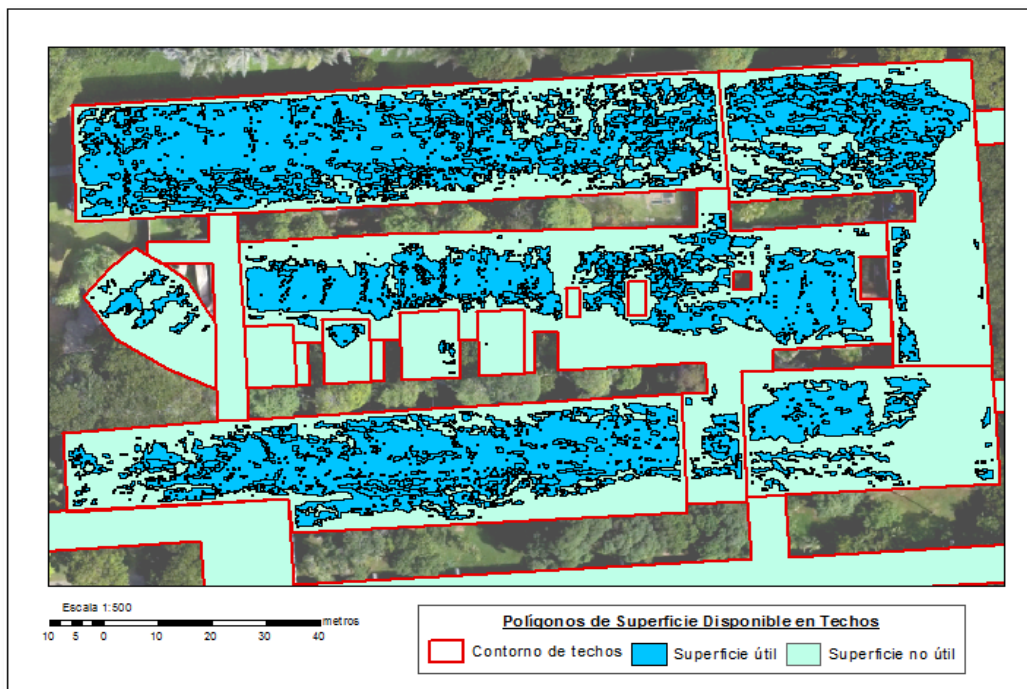 Escala 1:500
metros
10 5 0 10 20 30 40
Polígonos de Superficie Disponible en Techos
Contorno de techos Superficie útil Superficie no útil